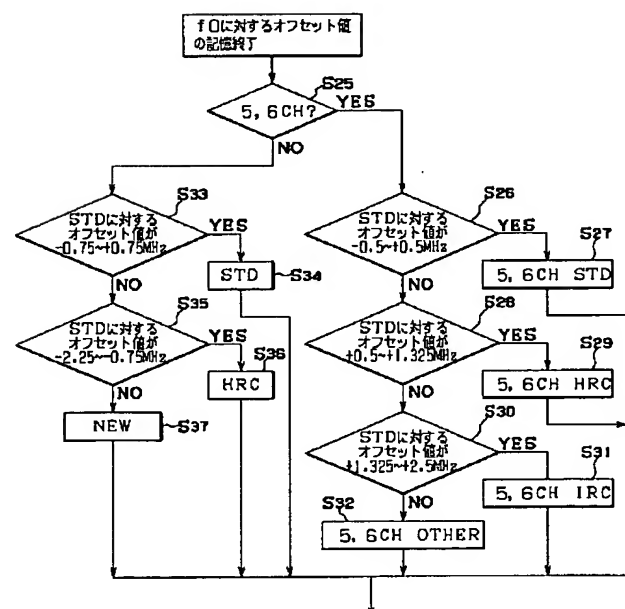 f0に対するオフセット値
の記憶終了
S25
5, 6CH?
YES
NO
S33
STDに対する
オフセット値が
-0.75~+0.75MHz
YES
NO
STD
S34
S35
STDに対する
オフセット値が
-2.25~-0.75MHz
YES
NO
S36
HRC
NEW
S37
S26
STDに対する
オフセット値が
-0.5~+0.5MHz
YES
NO
S27
5, 6CH STD
S28
STDに対する
オフセット値が
+0.5~+1.325MHz
YES
NO
S29
5, 6CH HRC
S30
STDに対する
オフセット値が
+1.325~+2.5MHz
YES
NO
S31
5, 6CH IRC
S32
5, 6CH OTHER